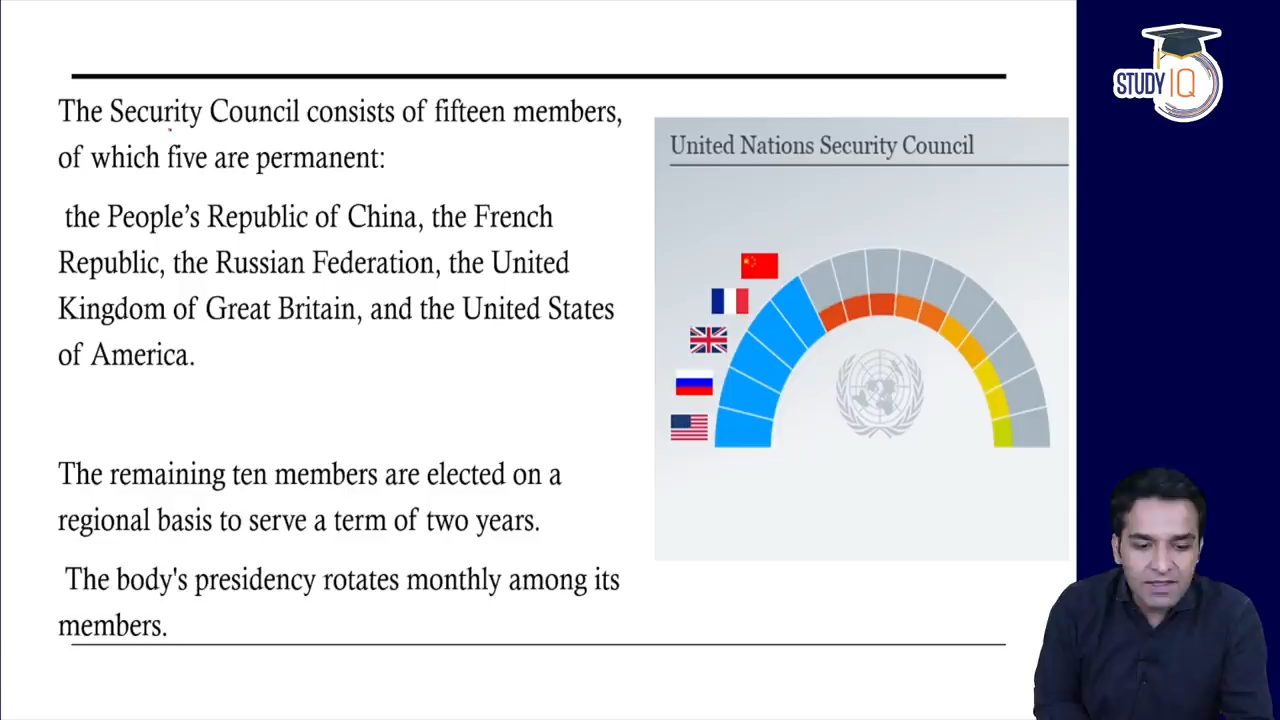 The Security Council consists of fifteen members,
of which five are permanent:
the People’s Republic of China, the French
Republic, the Russian Federation, the United
Kingdom of Great Britain, and the United States
of America.
The remaining ten members are elected on a
regional basis to serve a term of two years.
The body's presidency rotates monthly among its
members.
United Nations Security Council
STUDY IQ